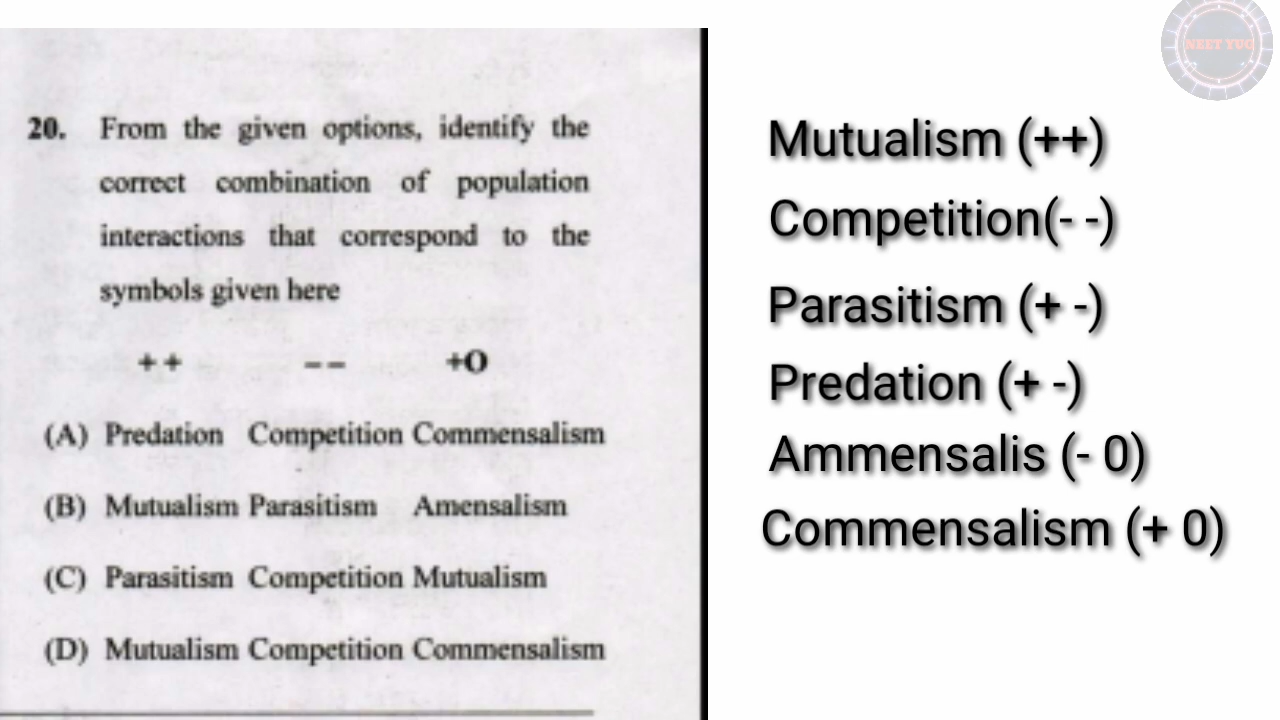 20. From the given options, identify the
correct combination of population
interactions that correspond to the
symbols given here
++ -- +O
(A) Predation Competition Commensalism
(B) Mutualism Parasitism Amensalism
(C) Parasitism Competition Mutualism
(D) Mutualism Competition Commensalism
NEET YUG
Mutualism (++)
Competition(- -)
Parasitism (+ -)
Predation (+ -)
Ammensalis (- 0)
Commensalism (+ 0)